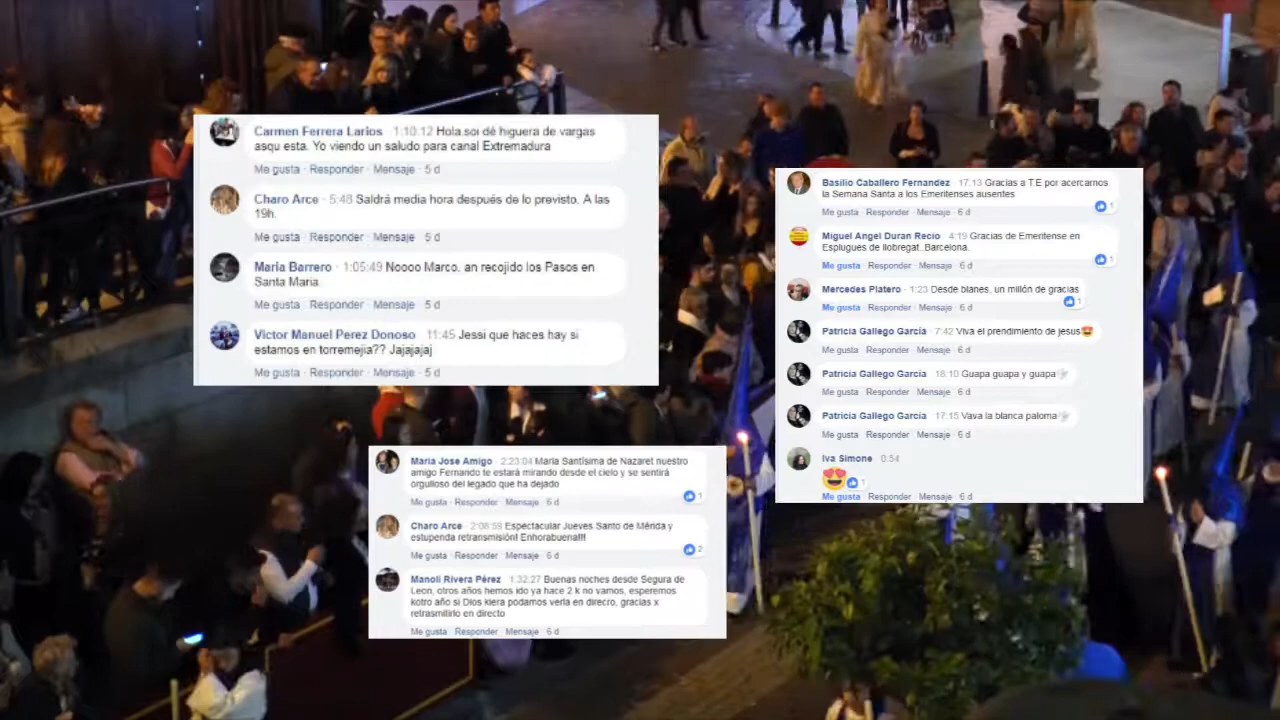 Carmen Ferrera Larios · 1:10:12 Hola.soi dé higuera de vargas
asqu esta. Yo viendo un saludo para canal Extremadura
Me gusta · Responder · Mensaje · 5 d
Charo Arce · 5:48 Saldrá media hora después de lo previsto. A las
19h.
Me gusta · Responder · Mensaje · 5 d
Maria Barrero · 1:05:49 Noooo Marco. an recojido los Pasos en
Santa Maria.
Me gusta · Responder · Mensaje · 5 d
Victor Manuel Perez Donoso · 11:45 Jessi que haces hay si
estamos en torremejia?? Jajajajaj
Me gusta · Responder · Mensaje · 5 d
Basilio Caballero Fernandez · 17:13 Gracias a T.E por acercarnos
la Semana Santa a los Emeritenses ausentes
1
Me gusta · Responder · Mensaje · 6 d
Miguel Angel Duran Recio · 4:19 Gracias de Emeritense en
Esplugues de llobregat..Barcelona.
1
Me gusta · Responder · Mensaje · 6 d
Mercedes Platero · 1:23 Desde blanes, un millón de gracias
1
Me gusta · Responder · Mensaje · 6 d
Patricia Gallego García · 7:42 Viva el prendimiento de jesus😍
Me gusta · Responder · Mensaje · 6 d
Patricia Gallego García · 18:10 Guapa guapa y guapa🕊
Me gusta · Responder · Mensaje · 6 d
Patricia Gallego García · 17:15 Vava la blanca paloma🕊
Me gusta · Responder · Mensaje · 6 d
Iva Simone · 0:54
😍 1
Me gusta · Responder · Mensaje · 6 d
Maria Jose Amigo · 2:23:04 Maria Santísima de Nazaret nuestro
amigo Fernando te estará mirando desde el cielo y se sentirá
orgulloso del legado que ha dejado
1
Me gusta · Responder · Mensaje · 6 d
Charo Arce · 2:08:59 Espectacular Jueves Santo de Mérida y
estupenda retransmisión! Enhorabuena!!!
2
Me gusta · Responder · Mensaje · 6 d
Manoli Rivera Pérez · 1:32:27 Buenas noches desde Segura de
Leon, otros años hemos ido ya hace 2 k no vamos, esperemos
kotro año si Dios kiera podamos verla en direcro, gracias x
retrasmitirlo en directo
Me gusta · Responder · Mensaje · 6 d